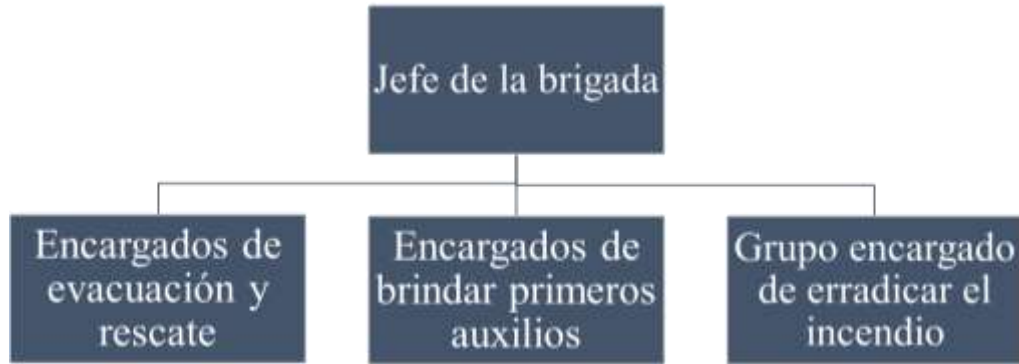 Jefe de la brigada
Encargados de
evacuación y
rescate
Encargados de
brindar primeros
auxilios
Grupo encargado
de erradicar el
incendio